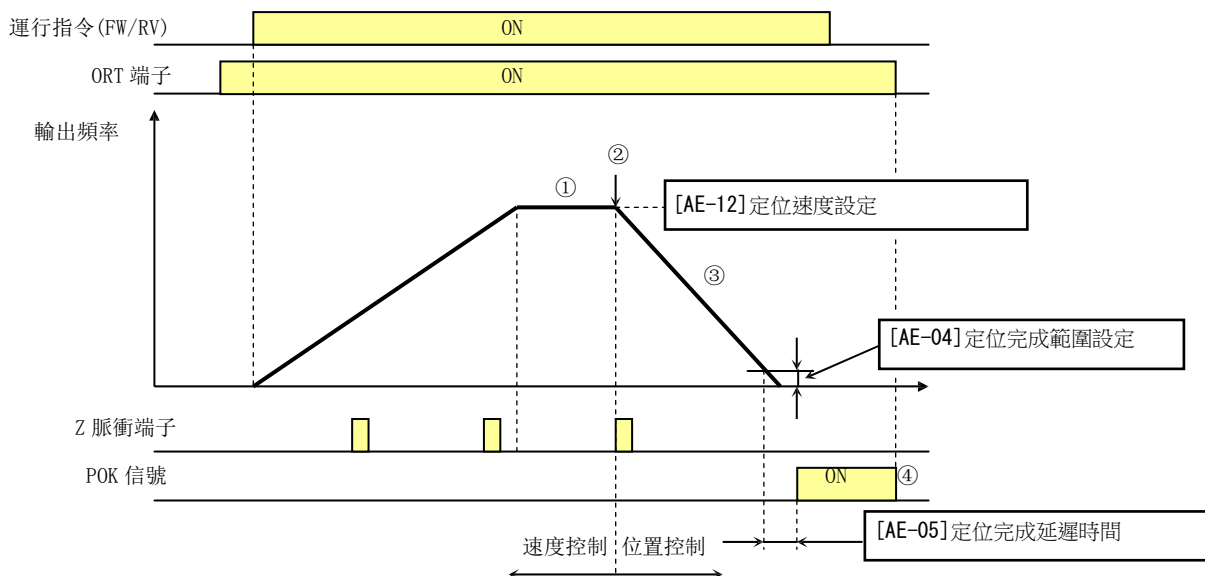 運行指令(FW/RV)
ON
ORT 端子
ON
輸出頻率
②
①
[AE-12]定位速度設定
③
[AE-04]定位完成範圍設定
Z 脈衝端子
POK 信號
ON
④
[AE-05]定位完成延遲時間
速度控制
位置控制